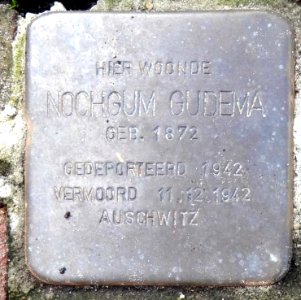 HIER WOONDE
NOCHGUM GUDEMA
GEB. 1872
GEDEPORTEERD 1942
VERMOORD 11.12.1942
AUSCHWITZ